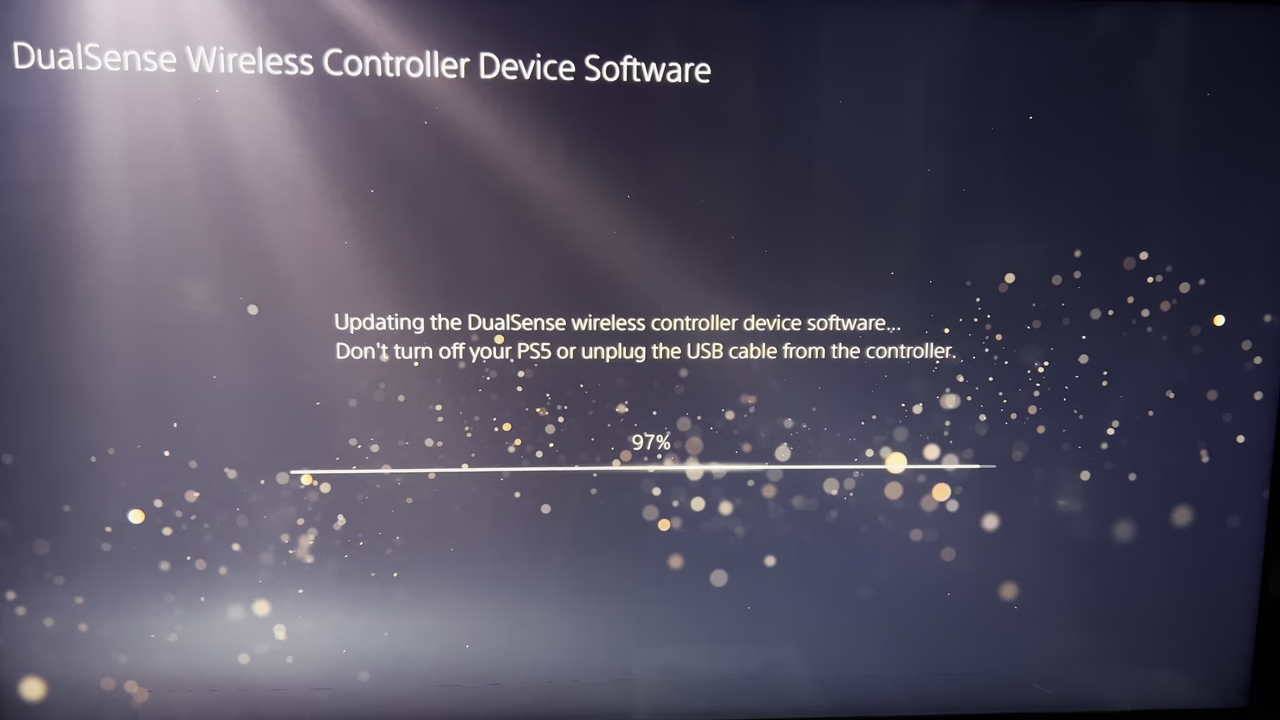 DualSense Wireless Controller Device Software
Updating the DualSense wireless controller device software...
Don't turn off your PS5 or unplug the USB cable from the controller.
97%